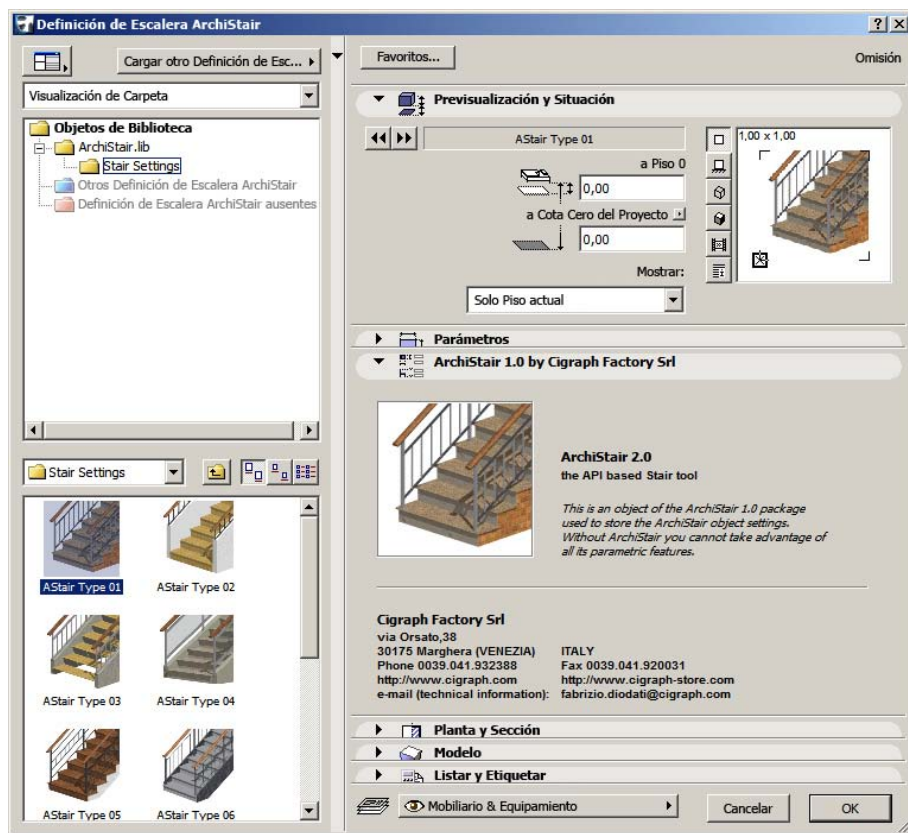 Definición de Escalera ArchiStair
Cargar otro Definición de Esc...
Visualización de Carpeta
Objetos de Biblioteca
ArchiStair.lib
Stair Settings
Otros Definición de Escalera ArchiStair
Definición de Escalera ArchiStair ausentes
Stair Settings
AStair Type 01
AStair Type 02
AStair Type 03
AStair Type 04
AStair Type 05
AStair Type 06
Favoritos...
Omisión
Previsualización y Situación
AStair Type 01
1,00 x 1,00
a Piso 0
0,00
a Cota Cero del Proyecto
0,00
Mostrar:
Solo Piso actual
Parámetros
ArchiStair 1.0 by Cigraph Factory Srl
ArchiStair 2.0
the API based Stair tool
This is an object of the ArchiStair 1.0 package
used to store the ArchiStair object settings.
Without ArchiStair you cannot take advantage of
all its parametric features.
Cigraph Factory Srl
via Orsato,38
30175 Marghera (VENEZIA) ITALY
Phone 0039.041.932388 Fax 0039.041.920031
http://www.cigraph.com http://www.cigraph-store.com
e-mail (technical information): fabrizio.diodati@cigraph.com
Planta y Sección
Modelo
Listar y Etiquetar
Mobiliario & Equipamiento
Cancelar
OK